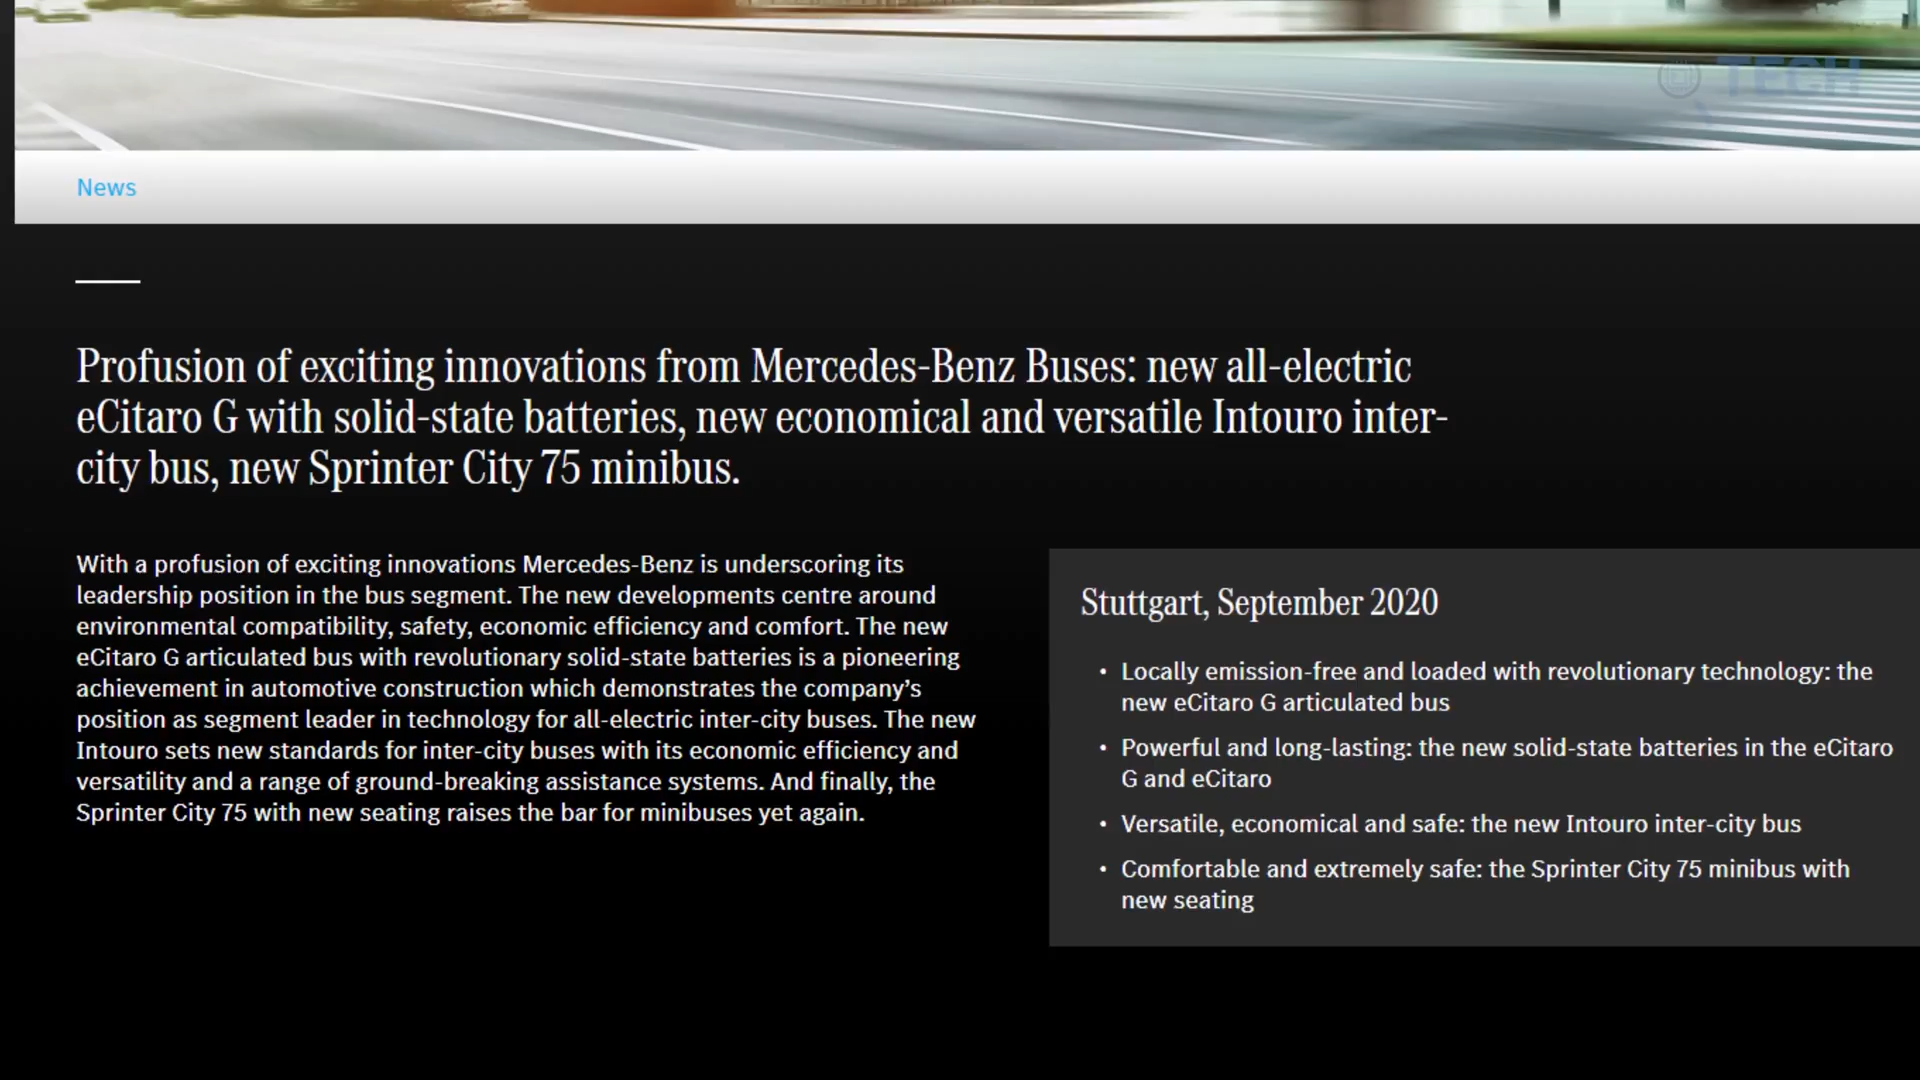 TECH
News
Profusion of exciting innovations from Mercedes-Benz Buses: new all-electric
eCitaro G with solid-state batteries, new economical and versatile Intouro inter-
city bus, new Sprinter City 75 minibus.
With a profusion of exciting innovations Mercedes-Benz is underscoring its
leadership position in the bus segment. The new developments centre around
environmental compatibility, safety, economic efficiency and comfort. The new
eCitaro G articulated bus with revolutionary solid-state batteries is a pioneering
achievement in automotive construction which demonstrates the company’s
position as segment leader in technology for all-electric inter-city buses. The new
Intouro sets new standards for inter-city buses with its economic efficiency and
versatility and a range of ground-breaking assistance systems. And finally, the
Sprinter City 75 with new seating raises the bar for minibuses yet again.
Stuttgart, September 2020
• Locally emission-free and loaded with revolutionary technology: the
new eCitaro G articulated bus
• Powerful and long-lasting: the new solid-state batteries in the eCitaro
G and eCitaro
• Versatile, economical and safe: the new Intouro inter-city bus
• Comfortable and extremely safe: the Sprinter City 75 minibus with
new seating